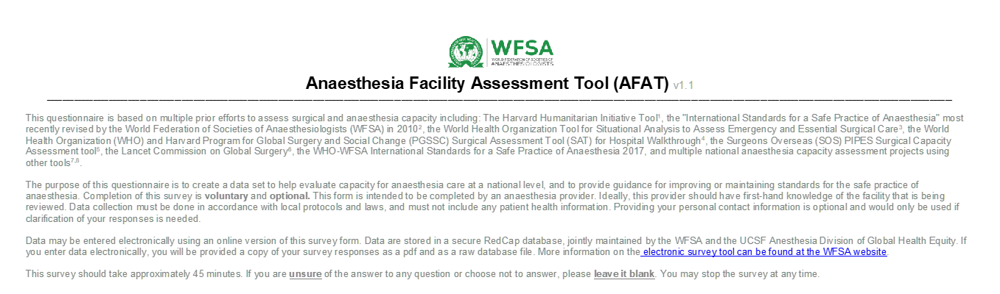 WFSA
WORLD FEDERATION OF SOCIETIES OF
ANAESTHESIOLOGISTS
Anaesthesia Facility Assessment Tool (AFAT) v1.1
This questionnaire is based on multiple prior efforts to assess surgical and anaesthesia capacity including: The Harvard Humanitarian Initiative Tool¹, the "International Standards for a Safe Practice of Anaesthesia" most
recently revised by the World Federation of Societies of Anaesthesiologists (WFSA) in 2010², the World Health Organization Tool for Situational Analysis to Assess Emergency and Essential Surgical Care³, the World
Health Organization (WHO) and Harvard Program for Global Surgery and Social Change (PGSSC) Surgical Assessment Tool (SAT) for Hospital Walkthrough⁴, the Surgeons Overseas (SOS) PIPES Surgical Capacity
Assessment tool⁵, the Lancet Commission on Global Surgery⁶, the WHO-WFSA International Standards for a Safe Practice of Anaesthesia 2017, and multiple national anaesthesia capacity assessment projects using
other tools⁷,⁸.
The purpose of this questionnaire is to create a data set to help evaluate capacity for anaesthesia care at a national level, and to provide guidance for improving or maintaining standards for the safe practice of
anaesthesia. Completion of this survey is voluntary and optional. This form is intended to be completed by an anaesthesia provider. Ideally, this provider should have first-hand knowledge of the facility that is being
reviewed. Data collection must be done in accordance with local protocols and laws, and must not include any patient health information. Providing your personal contact information is optional and would only be used if
clarification of your responses is needed.
Data may be entered electronically using an online version of this survey form. Data are stored in a secure RedCap database, jointly maintained by the WFSA and the UCSF Anesthesia Division of Global Health Equity. If
you enter data electronically, you will be provided a copy of your survey responses as a pdf and as a raw database file. More information on the electronic survey tool can be found at the WFSA website.
This survey should take approximately 45 minutes. If you are unsure of the answer to any question or choose not to answer, please leave it blank. You may stop the survey at any time.